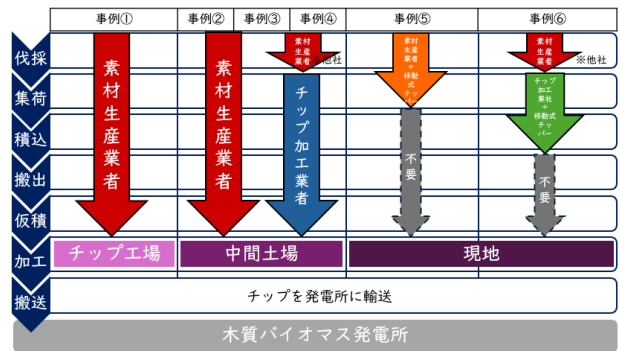 事例①
事例②
事例③
事例④
事例⑤
事例⑥
伐採
集荷
積込
搬出
仮積
加工
搬送
素材生産業者
素材生産業者
素材
生産
業者
※他社
チップ加工業者
素材
生産
業者
+
移動
式チ
ッパー
不要
素材
生産
業者
※他社
チップ
加工
業社
+
移動式
チッ
パー
不要
チップ工場
中間土場
現地
チップを発電所に輸送
木質バイオマス発電所